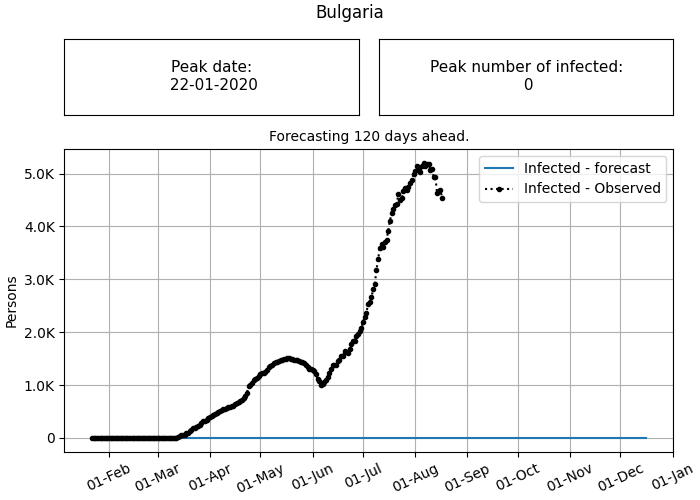 Bulgaria
Peak date:
22-01-2020
Peak number of infected:
0
Forecasting 120 days ahead.
Infected - forecast
Infected - Observed
Persons
5.0K
4.0K
3.0K
2.0K
1.0K
0
01-Feb
01-Mar
01-Apr
01-May
01-Jun
01-Jul
01-Aug
01-Sep
01-Oct
01-Nov
01-Dec
01-Jan